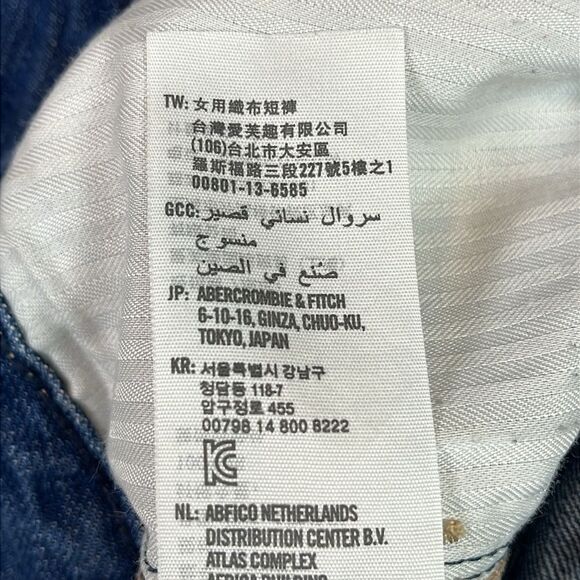 TW: 女用織布短褲
台灣愛芙趣有限公司
(106)台北市大安區
羅斯福路三段227號5樓之1
00801-13-6585
GCC: سروال نسائي قصير
منسوج
صُنع في الصين
JP: ABERCROMBIE & FITCH
6-10-16, GINZA, CHUO-KU,
TOKYO, JAPAN
KR: 서울특별시 강남구
청담동 118-7
압구정로 455
00798 14 800 8222
KC
NL: ABFICO NETHERLANDS
DISTRIBUTION CENTER B.V.
ATLAS COMPLEX
AFRICA BUILDING